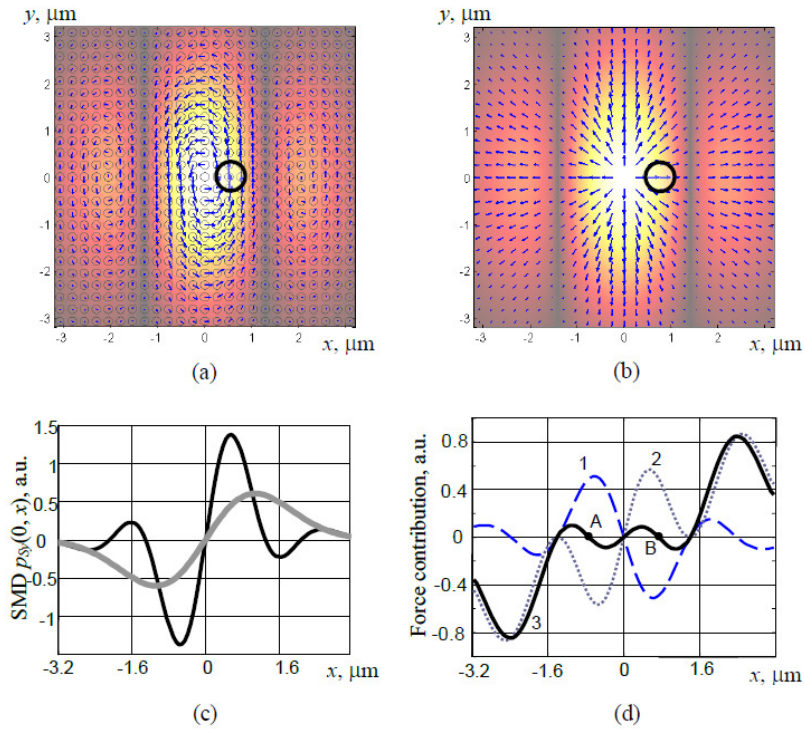 y, μm
3
2
1
0
-1
-2
-3
-3 -2 -1 0 1 2 3
x, μm
(a)
y, μm
3
2
1
0
-1
-2
-3
-3 -2 -1 0 1 2 3
x, μm
(b)
SMD pSy(0, x), a.u.
1.5
1
0.5
0
-0.5
-1
-3.2 -1.6 0 1.6
x, μm
(c)
Force contribution, a.u.
0.8
0.4
0
-0.4
-0.8
1 2
A
B
3
-3.2 -1.6 0 1.6
x, μm
(d)